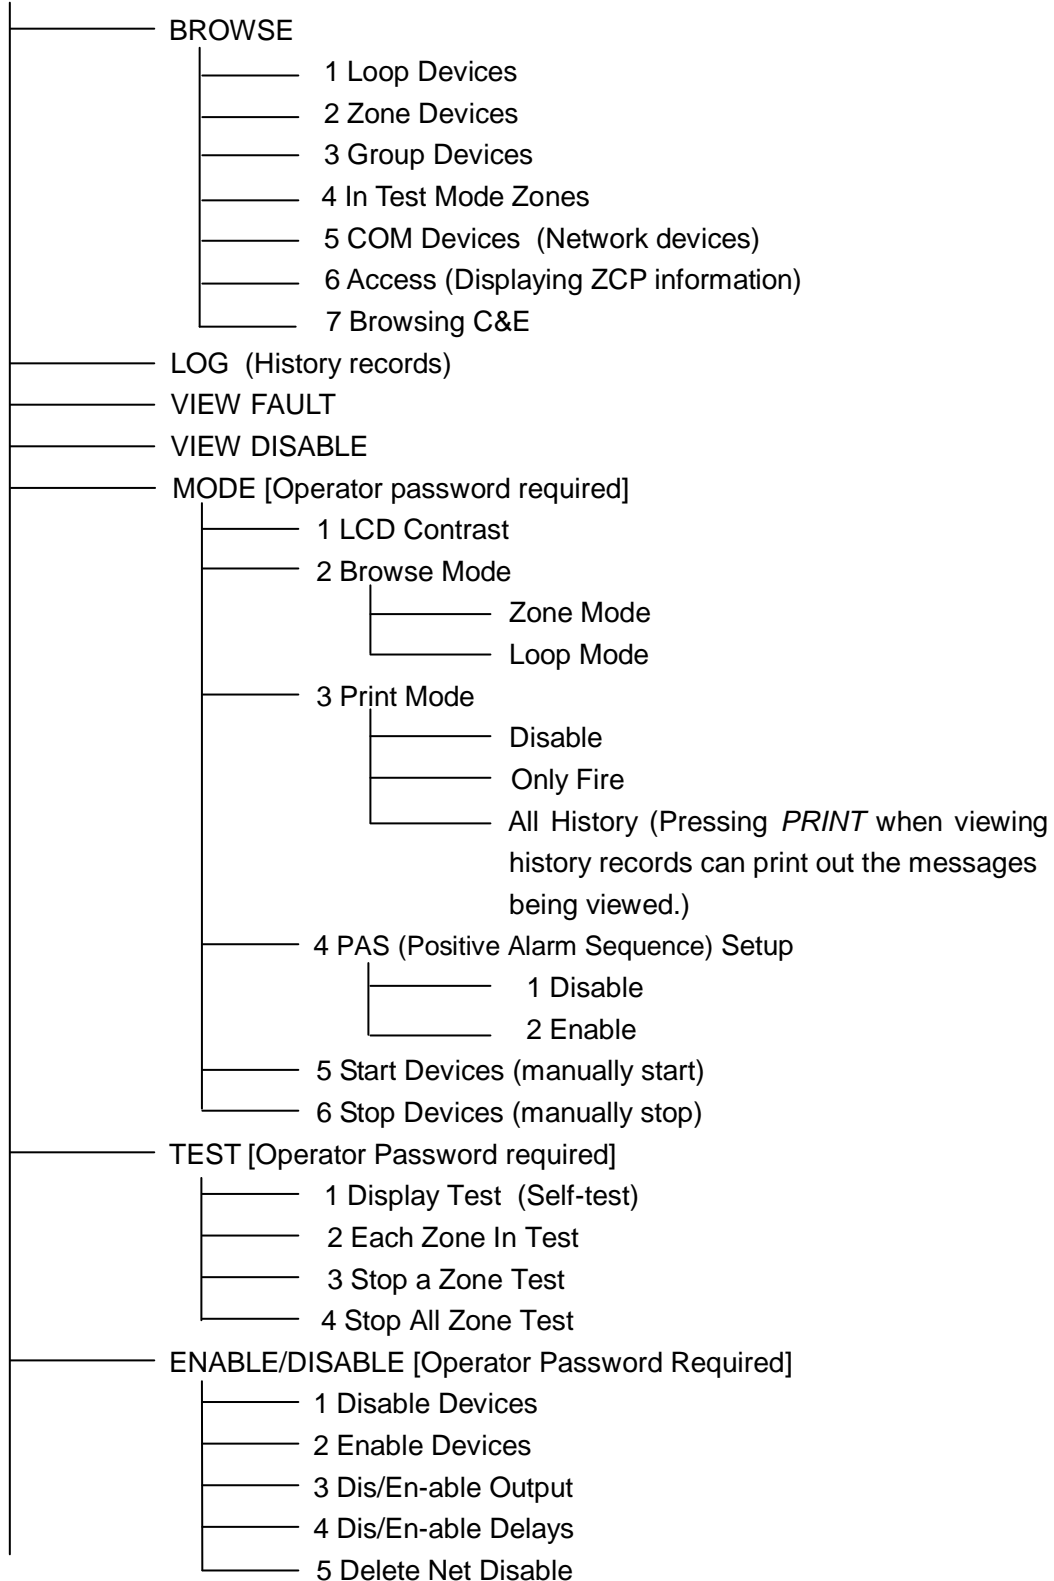 BROWSE
1 Loop Devices
2 Zone Devices
3 Group Devices
4 In Test Mode Zones
5 COM Devices (Network devices)
6 Access (Displaying ZCP information)
7 Browsing C&E
LOG (History records)
VIEW FAULT
VIEW DISABLE
MODE [Operator password required]
1 LCD Contrast
2 Browse Mode
Zone Mode
Loop Mode
3 Print Mode
Disable
Only Fire
All History (Pressing PRINT when viewing
history records can print out the messages
being viewed.)
4 PAS (Positive Alarm Sequence) Setup
1 Disable
2 Enable
5 Start Devices (manually start)
6 Stop Devices (manually stop)
TEST [Operator Password required]
1 Display Test (Self-test)
2 Each Zone In Test
3 Stop a Zone Test
4 Stop All Zone Test
ENABLE/DISABLE [Operator Password Required]
1 Disable Devices
2 Enable Devices
3 Dis/En-able Output
4 Dis/En-able Delays
5 Delete Net Disable